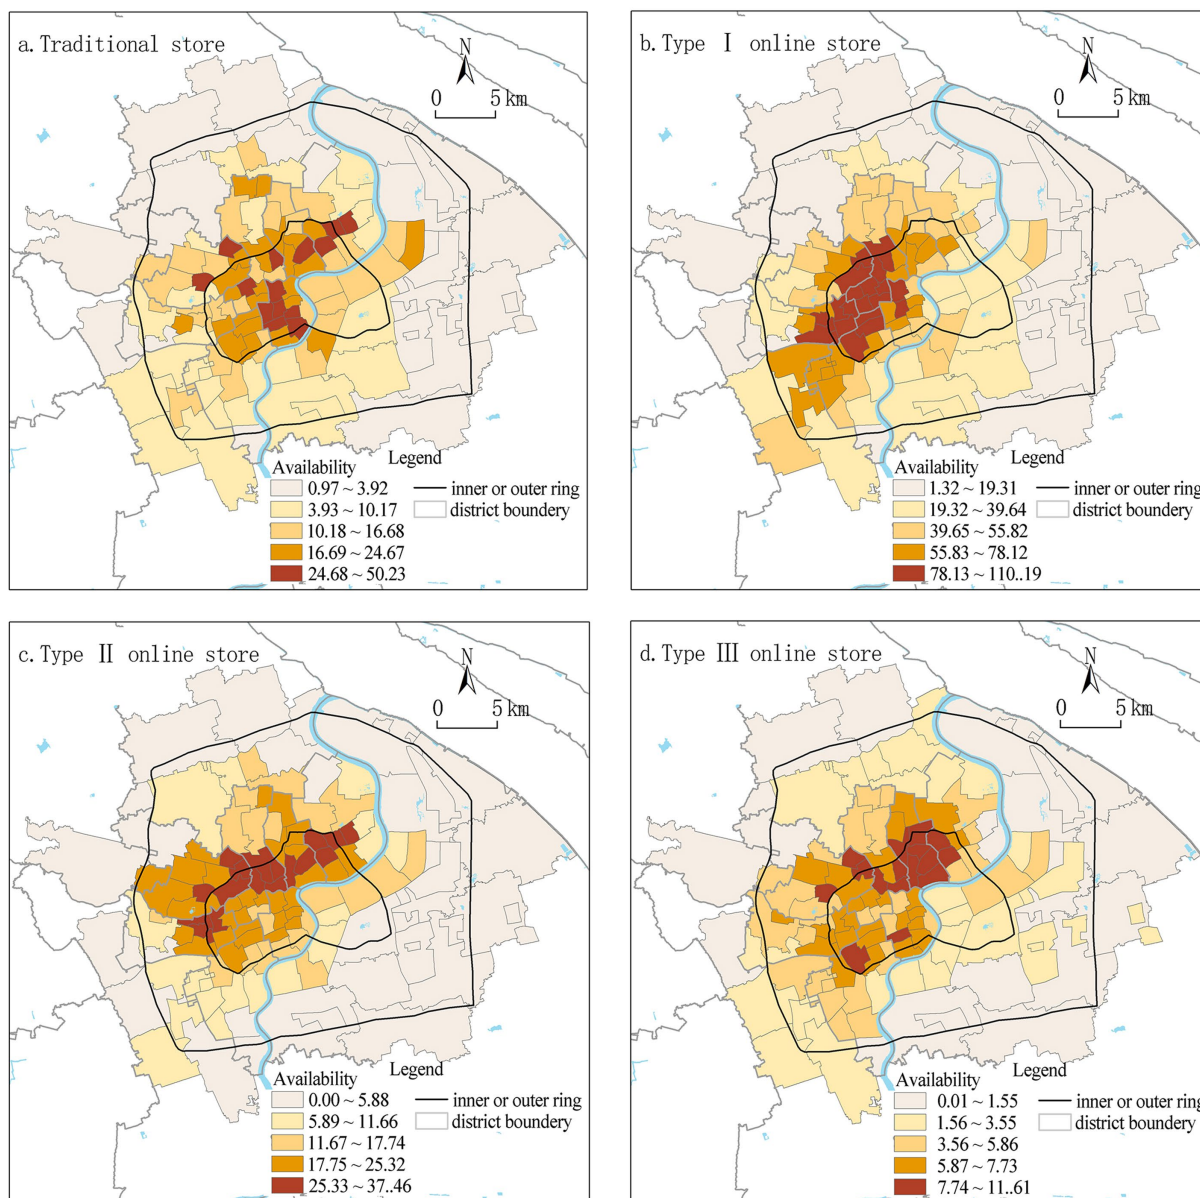 a. Traditional store
N
0 5 km
Availability
Legend
0.97 ~ 3.92
inner or outer ring
3.93 ~ 10.17
district boundery
10.18 ~ 16.68
16.69 ~ 24.67
24.68 ~ 50.23
b. Type Ⅰ online store
N
0 5 km
Availability
Legend
1.32 ~ 19.31
inner or outer ring
19.32 ~ 39.64
district boundery
39.65 ~ 55.82
55.83 ~ 78.12
78.13 ~ 110..19
c. Type Ⅱ online store
N
0 5 km
Availability
Legend
0.00 ~ 5.88
inner or outer ring
5.89 ~ 11.66
district boundery
11.67 ~ 17.74
17.75 ~ 25.32
25.33 ~ 37..46
d. Type Ⅲ online store
N
0 5 km
Availability
Legend
0.01 ~ 1.55
inner or outer ring
1.56 ~ 3.55
district boundery
3.56 ~ 5.86
5.87 ~ 7.73
7.74 ~ 11..61